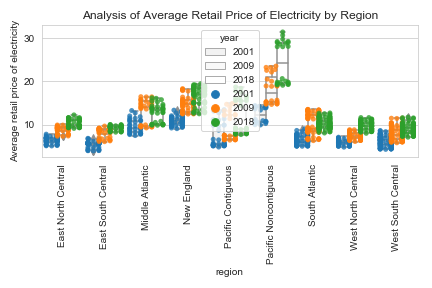 Analysis of Average Retail Price of Electricity by Region
Average retail price of electricity
30
20
10
year
2001
2009
2018
2001
2009
2018
East North Central
East South Central
Middle Atlantic
New England
Pacific Contiguous
Pacific Noncontiguous
South Atlantic
West North Central
West South Central
region